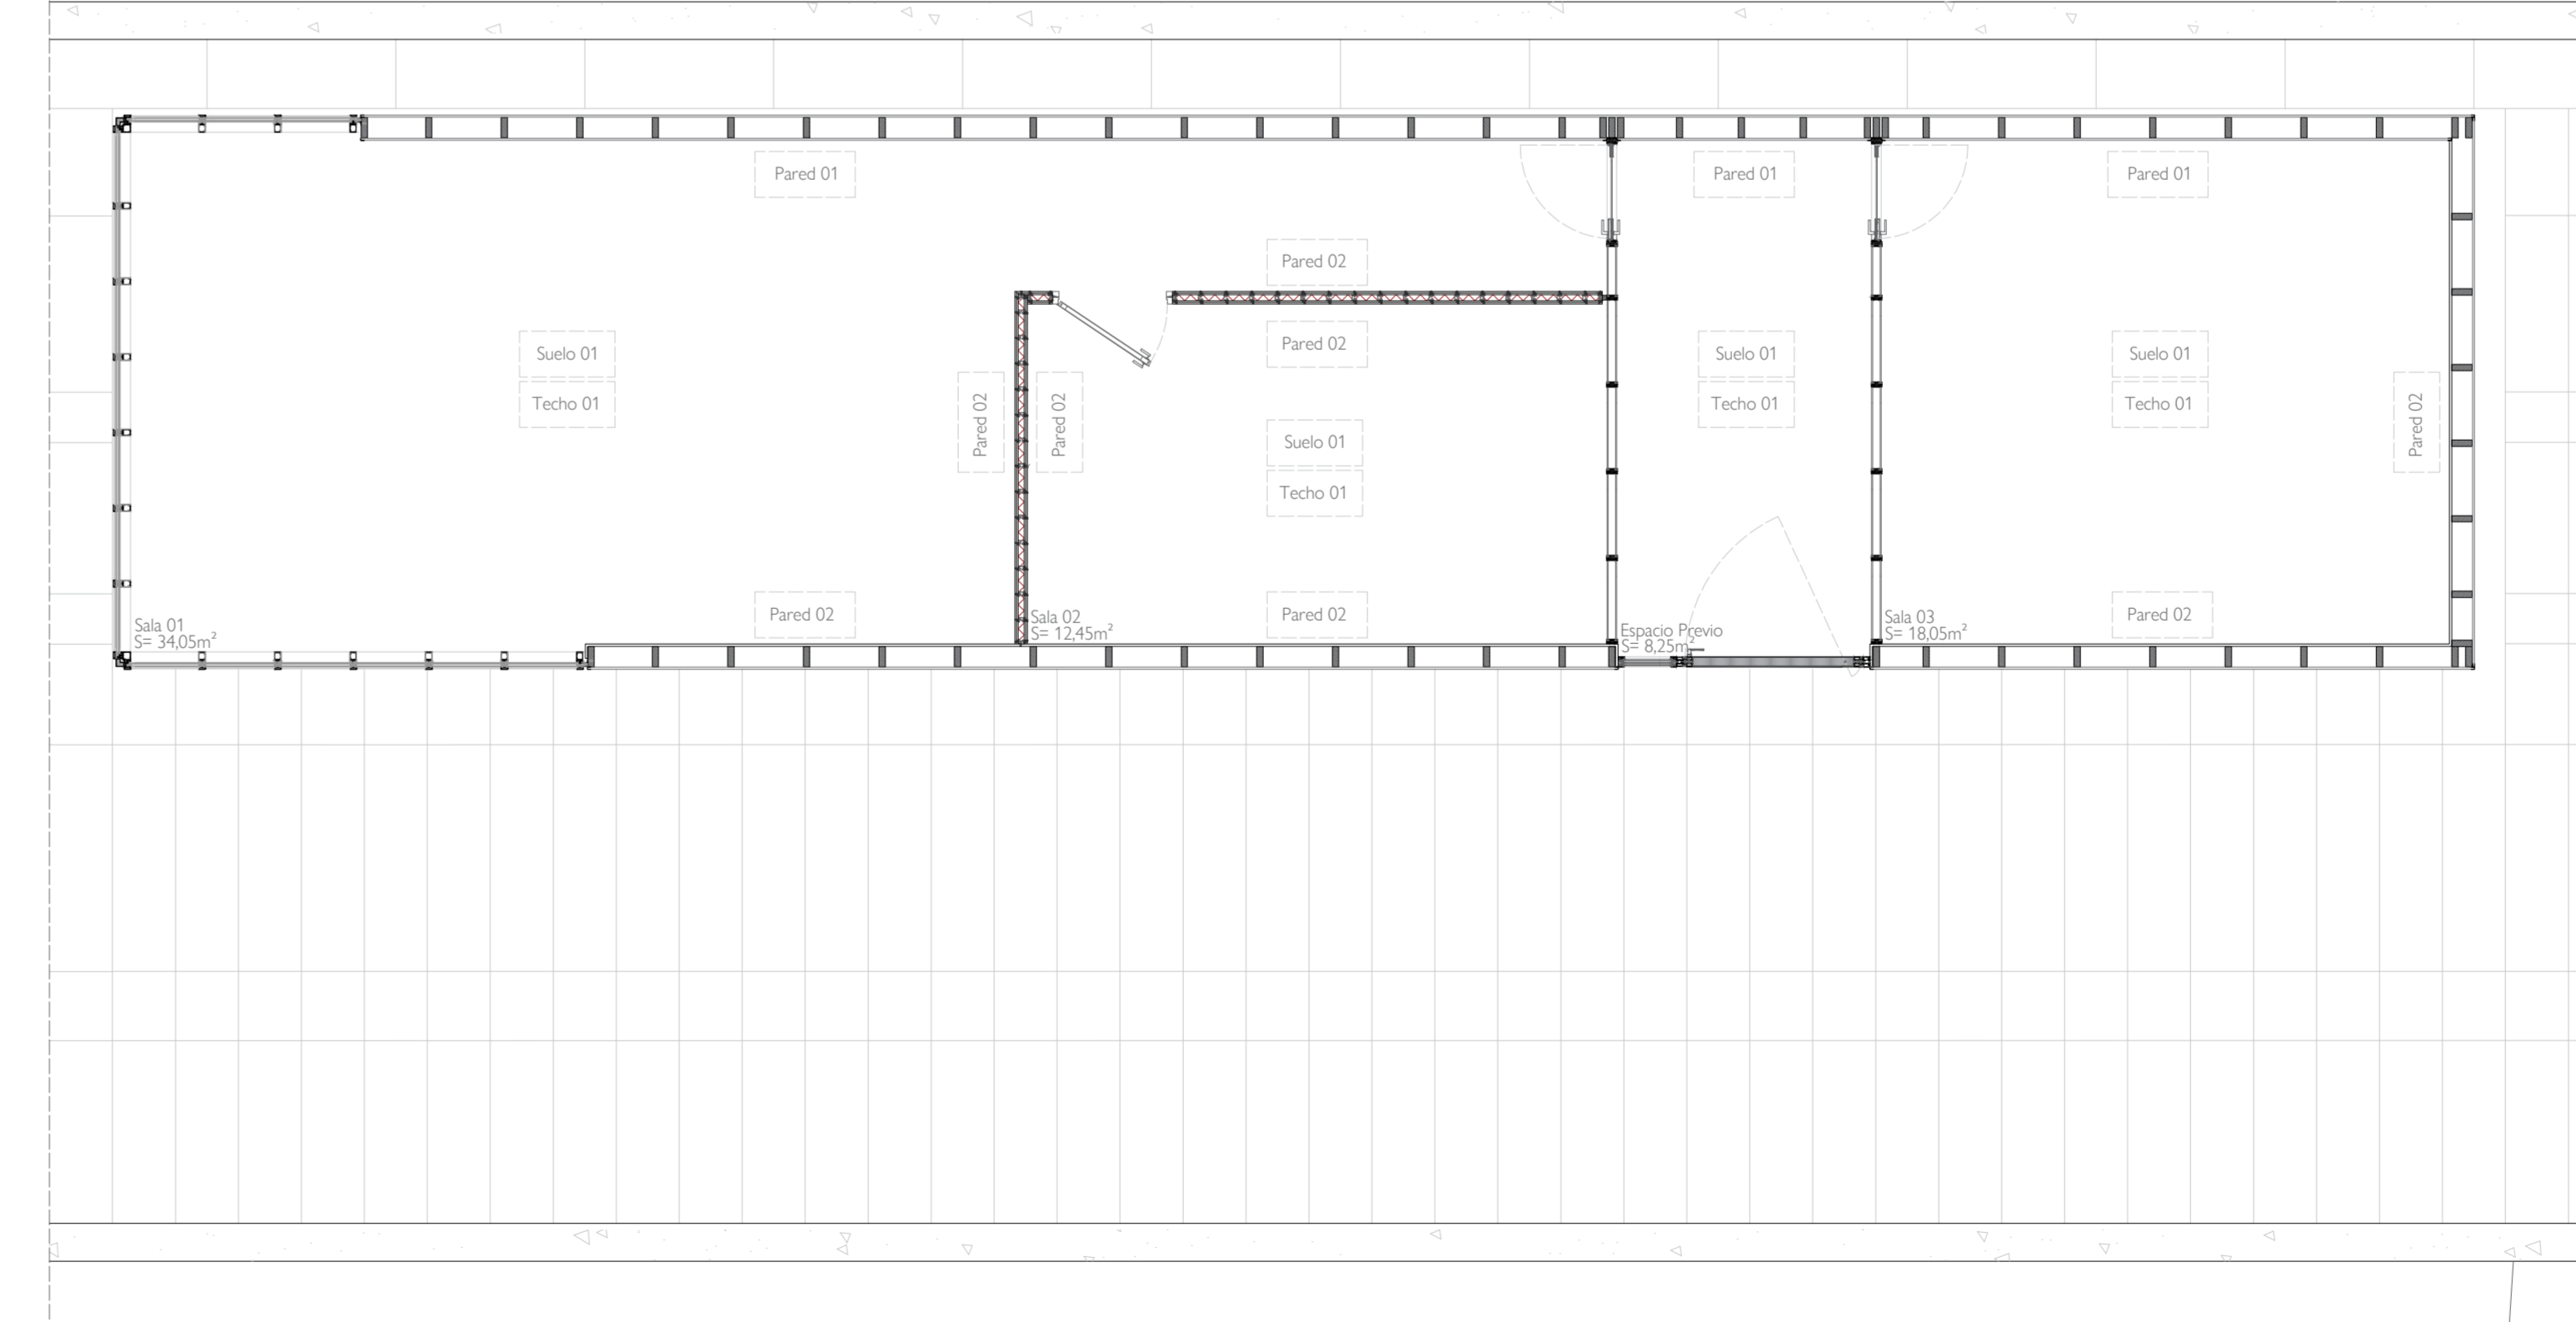 Pared 01
Pared 01
Pared 01
Pared 02
Pared 02
Suelo 01
Techo 01
Pared 02
Pared 02
Suelo 01
Techo 01
Suelo 01
Techo 01
Suelo 01
Techo 01
Pared 02
Pared 02
Pared 02
Pared 02
Sala 01
S= 34,05m²
Sala 02
S= 12,45m²
Espacio Previo
S= 8,25m²
Sala 03
S= 18,05m²